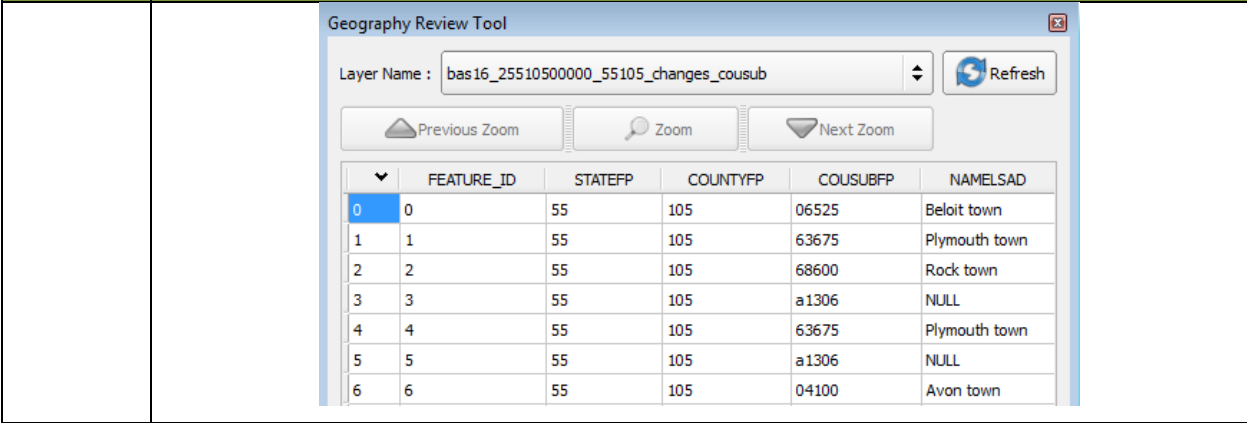 Geography Review Tool
Layer Name : bas16_25510500000_55105_changes_cousub Refresh
Previous Zoom Zoom Next Zoom
FEATURE_ID STATEFP COUNTYFP COUSUBFP NAMELSAD
0 0 55 105 06525 Beloit town
1 1 55 105 63675 Plymouth town
2 2 55 105 68600 Rock town
3 3 55 105 a1306 NULL
4 4 55 105 63675 Plymouth town
5 5 55 105 a1306 NULL
6 6 55 105 04100 Avon town